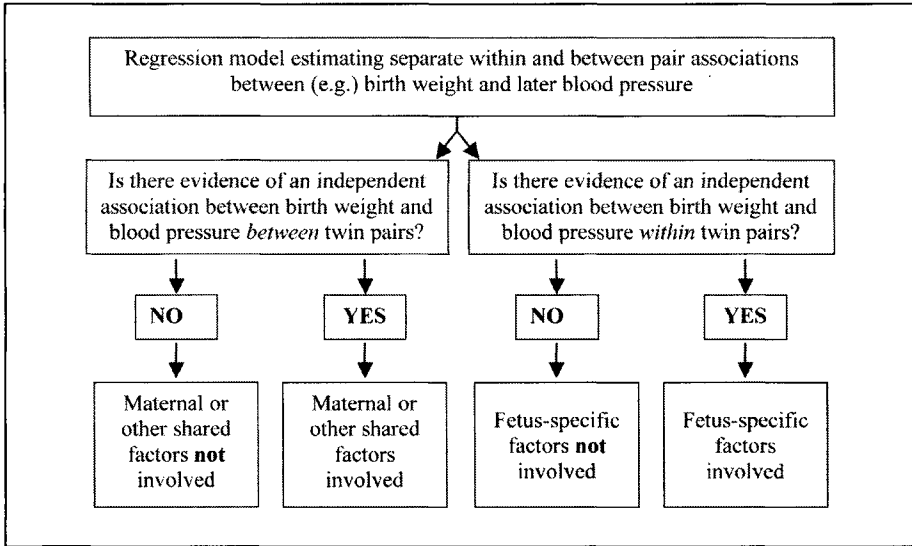 Regression model estimating separate within and between pair associations
between (e.g.) birth weight and later blood pressure
Is there evidence of an independent
association between birth weight and
blood pressure between twin pairs?
Is there evidence of an independent
association between birth weight and
blood pressure within twin pairs?
NO
YES
NO
YES
Maternal or
other shared
factors not
involved
Maternal or
other shared
factors
involved
Fetus-specific
factors not
involved
Fetus-specific
factors
involved